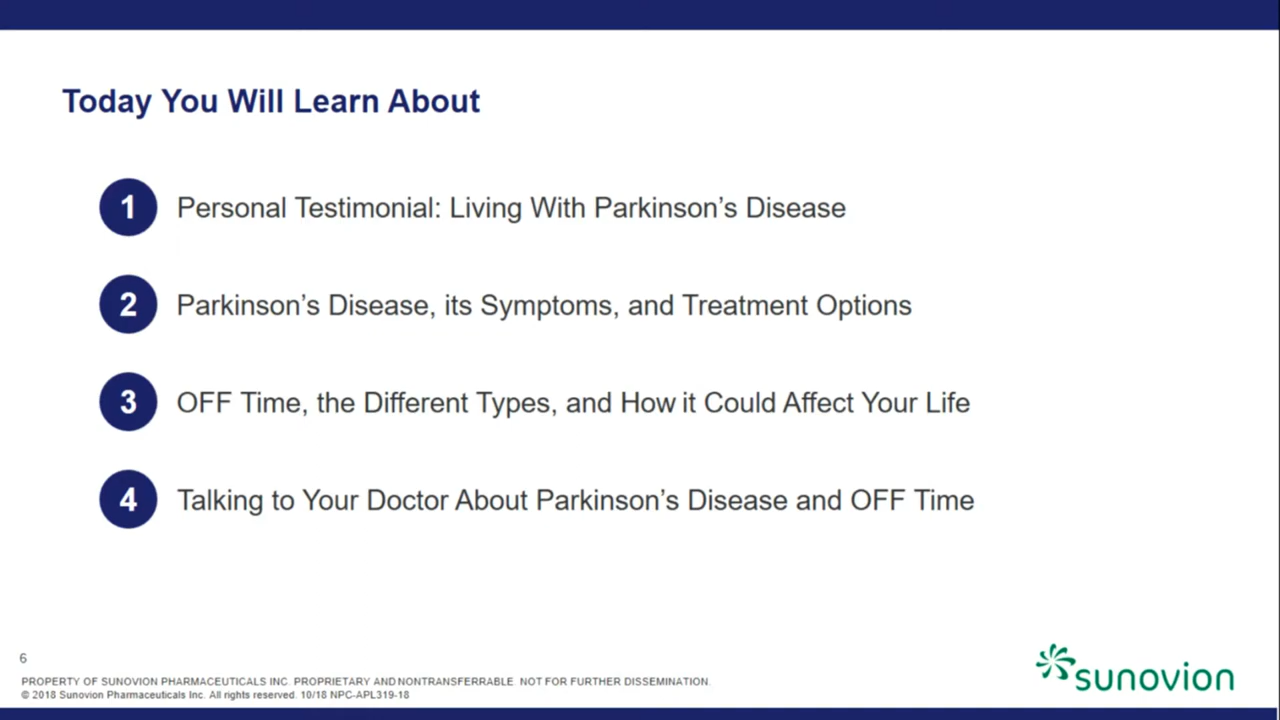 Today You Will Learn About
1 Personal Testimonial: Living With Parkinson’s Disease
2 Parkinson’s Disease, its Symptoms, and Treatment Options
3 OFF Time, the Different Types, and How it Could Affect Your Life
4 Talking to Your Doctor About Parkinson’s Disease and OFF Time
6
PROPERTY OF SUNOVION PHARMACEUTICALS INC. PROPRIETARY AND NONTRANSFERRABLE NOT FOR FURTHER DISSEMINATION.
© 2018 Sunovion Pharmaceuticals Inc. All rights reserved. 10/18 NPC-APL319-18
sunovion